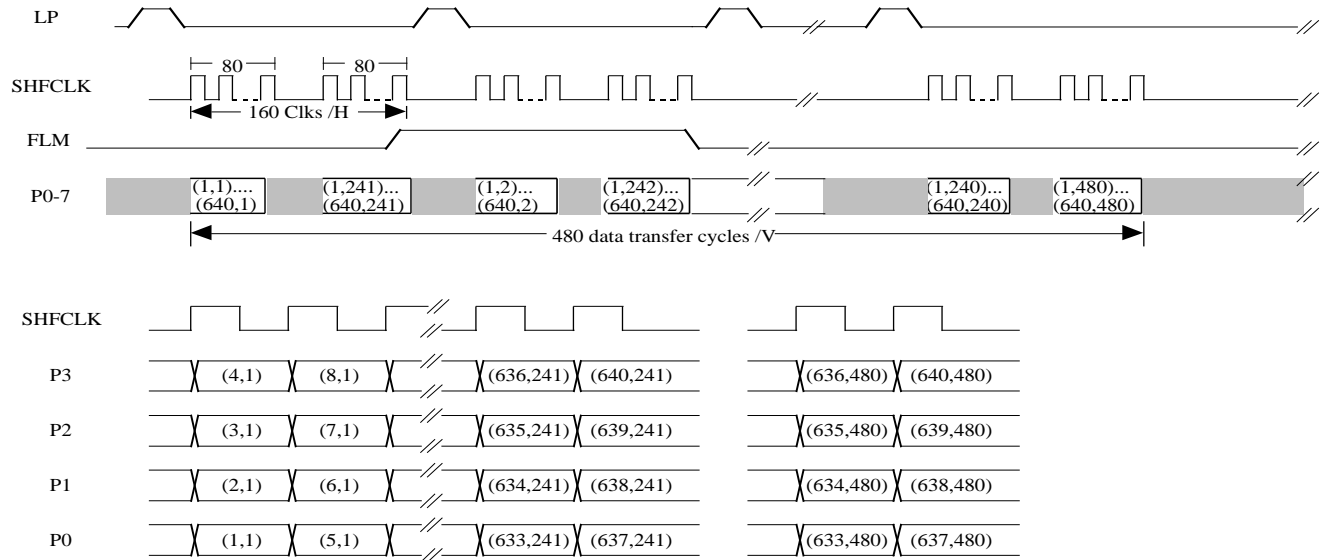 LP
80 80
SHFCLK
160 Clks /H
FLM
P0-7 (1,1).... (1,241)... (1,2)... (1,242)... (1,240)... (1,480)...
(640,1) (640,241) (640,2) (640,242) (640,240) (640,480)
480 data transfer cycles /V
SHFCLK
P3 (4,1) (8,1) (636,241) (640,241) (636,480) (640,480)
P2 (3,1) (7,1) (635,241) (639,241) (635,480) (639,480)
P1 (2,1) (6,1) (634,241) (638,241) (634,480) (638,480)
P0 (1,1) (5,1) (633,241) (637,241) (633,480) (637,480)